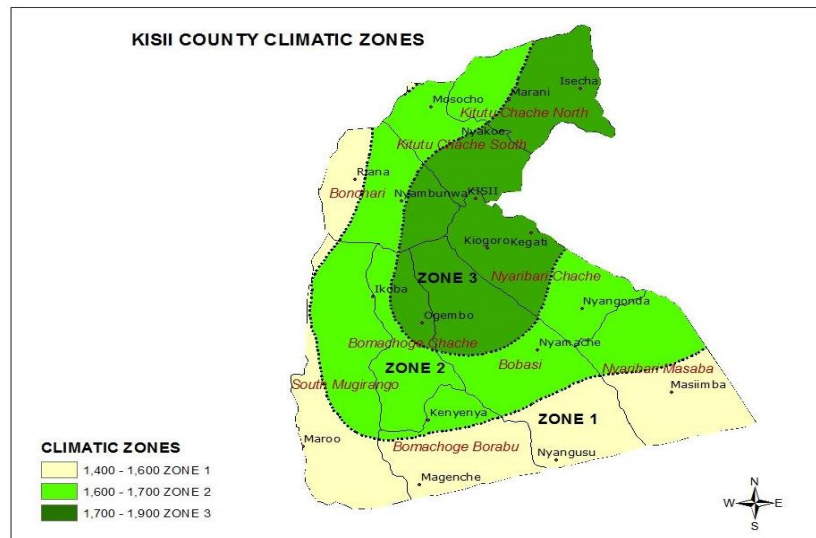 KISII COUNTY CLIMATIC ZONES
Isecha
Marani
Mosocho
Kitutu Chache North
Nyakoe
Kitutu Chache South
Riana
Bonchari
Nyambunwa
KISII
Kiogoro
Kegati
ZONE 3
Nyaribari Chache
Ikoba
Nyangonda
Ogembo
Bomachoge Chache
Nyamache
ZONE 2
Bobasi
Nyaribari Masaba
South Mugirango
Masiimba
Kenyenya
ZONE 1
Maroo
Bomachoge Borabu
Nyangusu
Magenche
CLIMATIC ZONES
1,400 - 1,600 ZONE 1
1,600 - 1,700 ZONE 2
1,700 - 1,900 ZONE 3
N
W
E
S